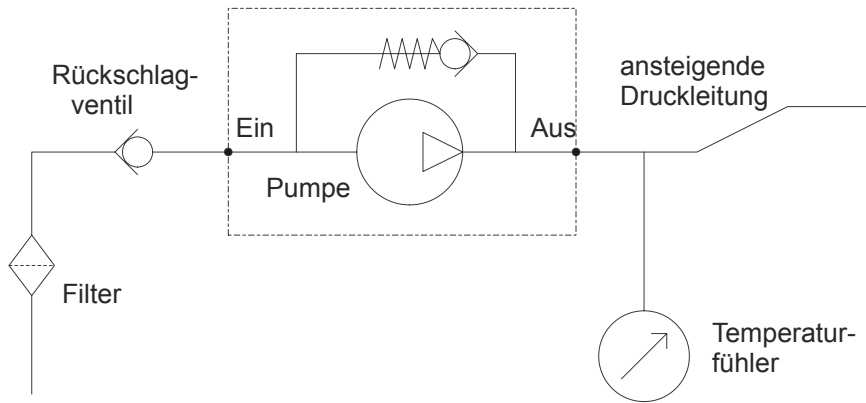 Rückschlag-
ventil
Ein
Aus
ansteigende
Druckleitung
Pumpe
Filter
Temperatur-
fühler